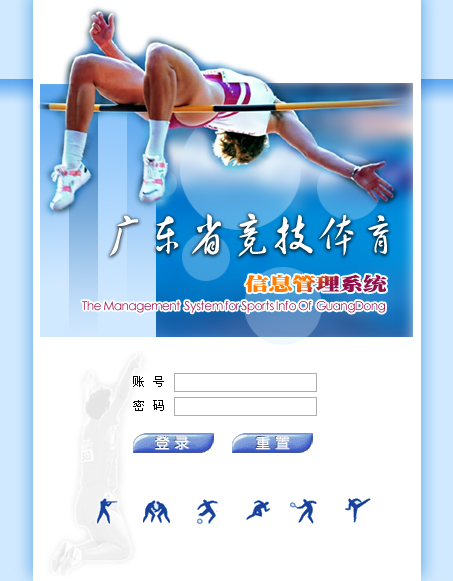 广东省竞技体育
信息管理系统
The Management System for Sports Info Of GuangDong
账 号
密 码
登 录
重 置